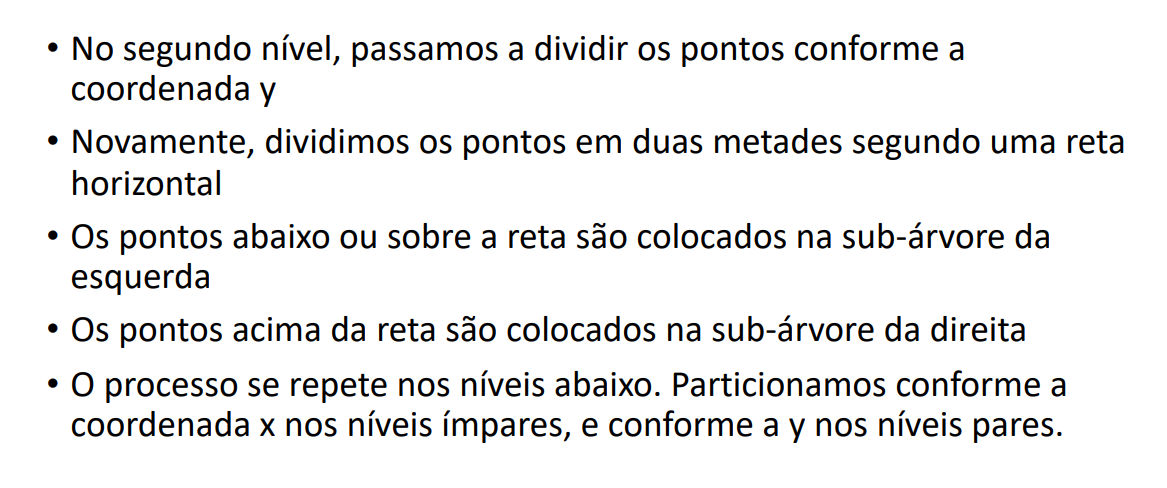 • No segundo nível, passamos a dividir os pontos conforme a
coordenada y
• Novamente, dividimos os pontos em duas metades segundo uma reta
horizontal
• Os pontos abaixo ou sobre a reta são colocados na sub-árvore da
esquerda
• Os pontos acima da reta são colocados na sub-árvore da direita
• O processo se repete nos níveis abaixo. Particionamos conforme a
coordenada x nos níveis ímpares, e conforme a y nos níveis pares.